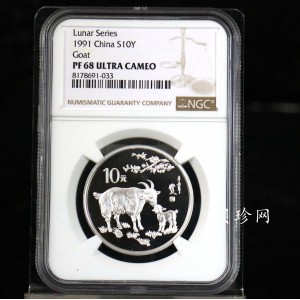 Lunar Series
1991 China S10Y
Goat
PF 68 ULTRA CAMEO
8178691-033
NUMISMATIC GUARANTY COMPANY
NGC
10元
珍网